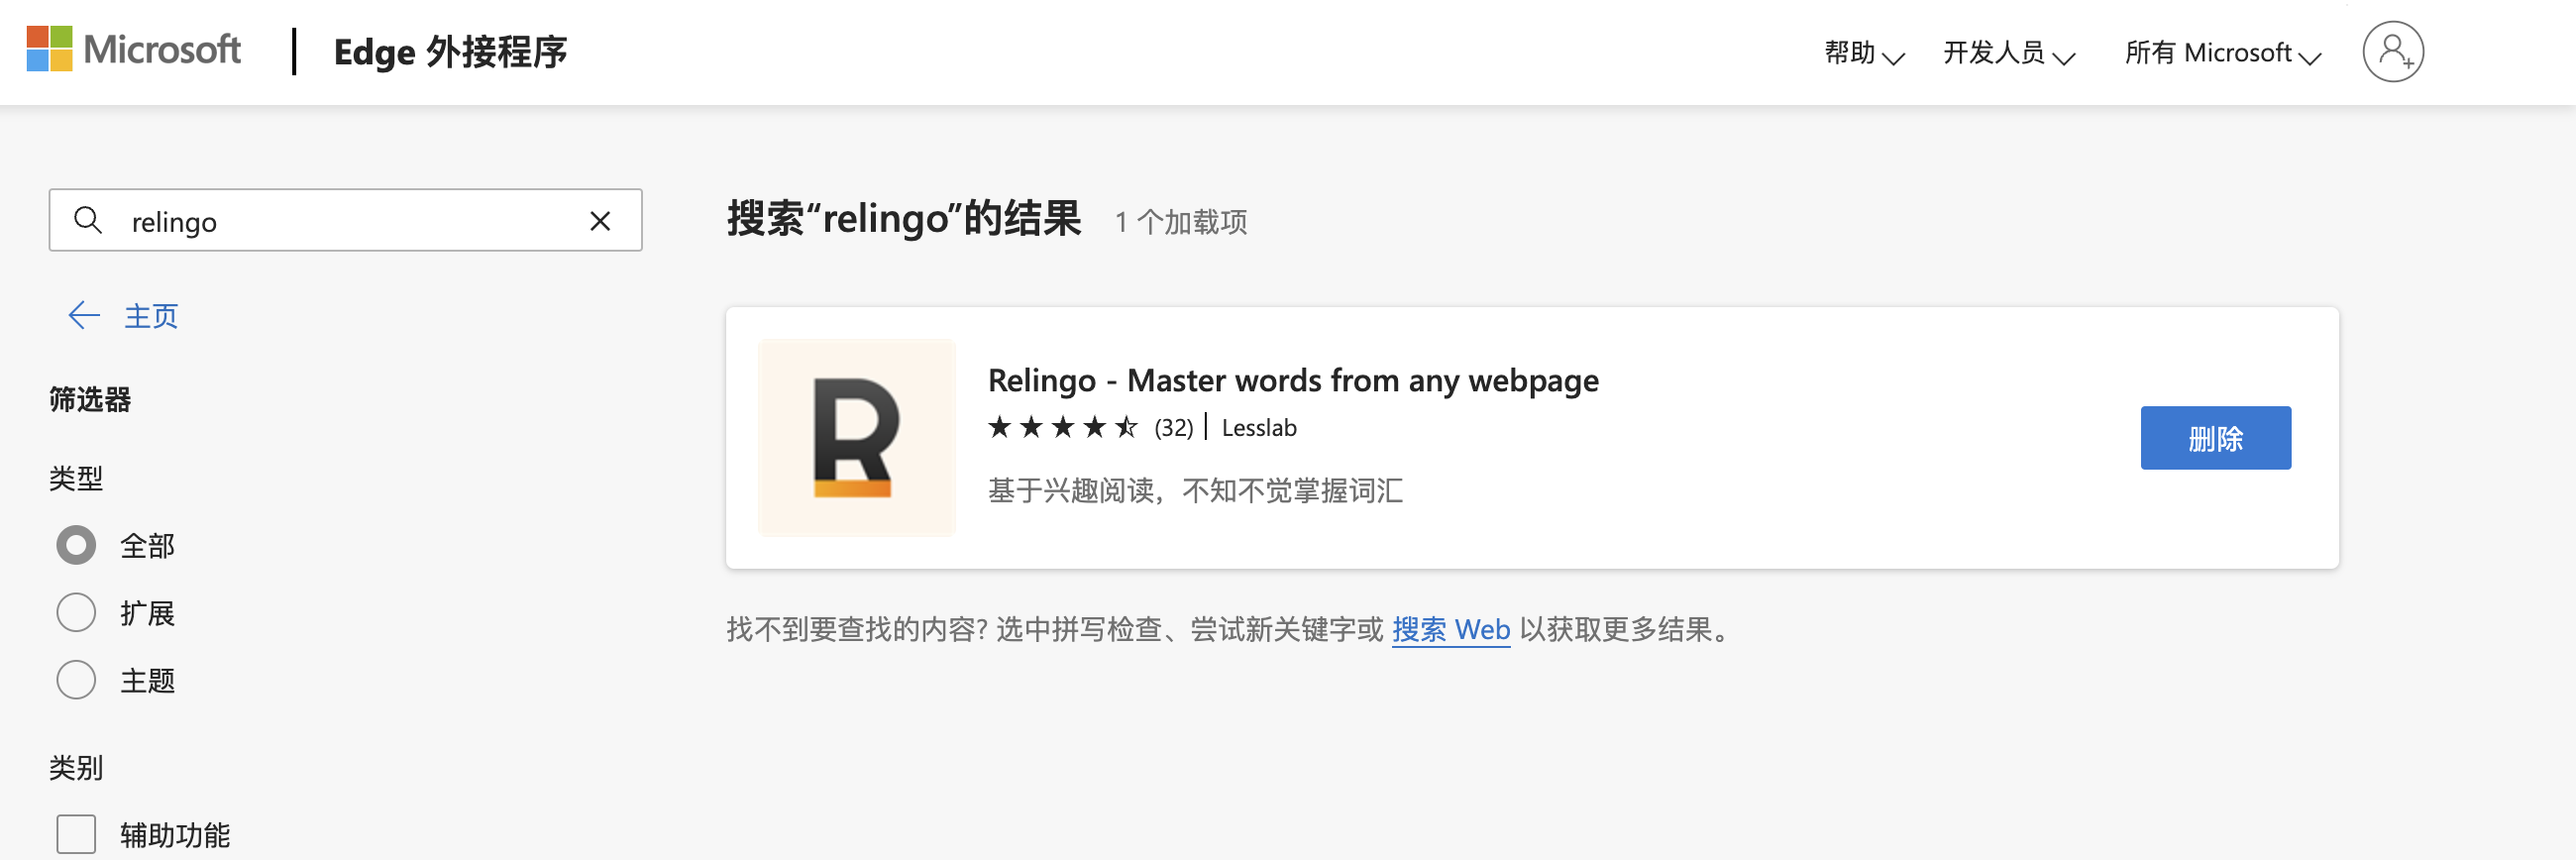 Microsoft
Edge 外接程序
帮助
开发人员
所有 Microsoft
relingo
主页
筛选器
类型
全部
扩展
主题
类别
辅助功能
搜索“relingo”的结果
1 个加载项
R
Relingo - Master words from any webpage
(32) | Lesslab
基于兴趣阅读，不知不觉掌握词汇
删除
找不到要查找的内容? 选中拼写检查、尝试新关键字或 搜索 Web 以获取更多结果。